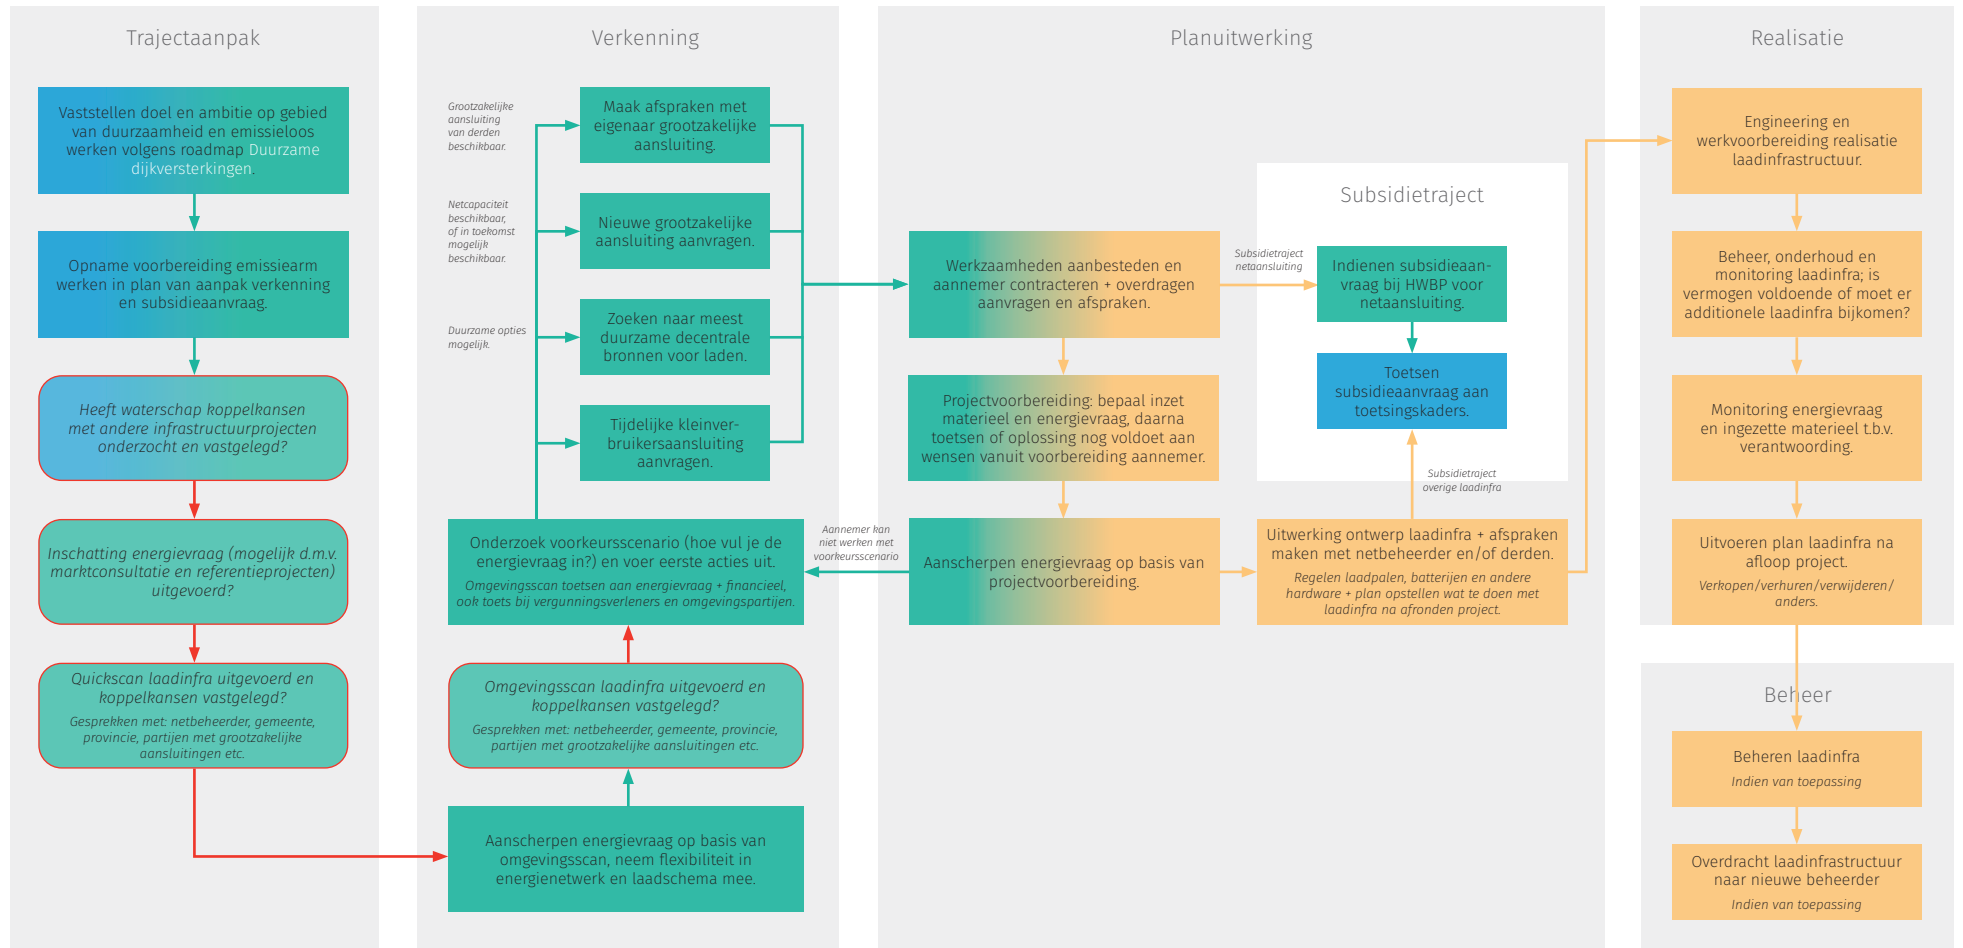 Trajectaanpak
Vaststellen doel en ambitie op gebied
van duurzaamheid en emissieloos
werken volgens roadmap Duurzame
dijkversterkingen.
Opname voorbereiding emissiearm
werken in plan van aanpak verkenning
en subsidieaanvraag.
Heeft waterschap koppelkansen
met andere infrastructuurprojecten
onderzocht en vastgelegd?
Inschatting energievraag (mogelijk d.m.v.
marktconsultatie en referentieprojecten)
uitgevoerd?
Quickscan laadinfra uitgevoerd en
koppelkansen vastgelegd?
Gesprekken met: netbeheerder, gemeente,
provincie, partijen met grootzakelijke
aansluitingen etc.
Verkenning
Grootzakelijke
aansluiting
van derden
beschikbaar.
Maak afspraken met
eigenaar grootzakelijke
aansluiting.
Netcapaciteit
beschikbaar,
of in toekomst
mogelijk
beschikbaar.
Nieuwe grootzakelijke
aansluiting aanvragen.
Duurzame opties
mogelijk.
Zoeken naar meest
duurzame decentrale
bronnen voor laden.
Tijdelijke kleinver-
bruikersaansluiting
aanvragen.
Onderzoek voorkeursscenario (hoe vul je de
energievraag in?) en voer eerste acties uit.
Omgevingsscan toetsen aan energievraag + financieel,
ook toets bij vergunningsverleners en omgevingspartijen.
Omgevingsscan laadinfra uitgevoerd en
koppelkansen vastgelegd?
Gesprekken met: netbeheerder, gemeente, provincie,
partijen met grootzakelijke aansluitingen etc.
Aanscherpen energievraag op basis van
omgevingsscan, neem flexibiliteit in
energienetwerk en laadschema mee.
Planuitwerking
Werkzaamheden aanbesteden en
aannemer contracteren + overdragen
aanvragen en afspraken.
Projectvoorbereiding: bepaal inzet
materieel en energievraag, daarna
toetsen of oplossing nog voldoet aan
wensen vanuit voorbereiding aannemer.
Aannemer kan
niet werken met
voorkeursscenario
Aanscherpen energievraag op basis van
projectvoorbereiding.
Subsidietraject
netaansluiting
Subsidietraject
Indienen subsidieaan-
vraag bij HWBP voor
netaansluiting.
Toetsen
subsidieaanvraag aan
toetsingskaders.
Subsidietraject
overige laadinfra
Uitwerking ontwerp laadinfra + afspraken
maken met netbeheerder en/of derden.
Regelen laadpalen, batterijen en andere
hardware + plan opstellen wat te doen met
laadinfra na afronden project.
Realisatie
Engineering en
werkvoorbereiding realisatie
laadinfrastructuur.
Beheer, onderhoud en
monitoring laadinfra; is
vermogen voldoende of moet er
additionele laadinfra bijkomen?
Monitoring energievraag
en ingezette materieel t.b.v.
verantwoording.
Uitvoeren plan laadinfra na
afloop project.
Verkopen/verhuren/verwijderen/
anders.
Beheer
Beheren laadinfra
Indien van toepassing
Overdracht laadinfrastructuur
naar nieuwe beheerder
Indien van toepassing